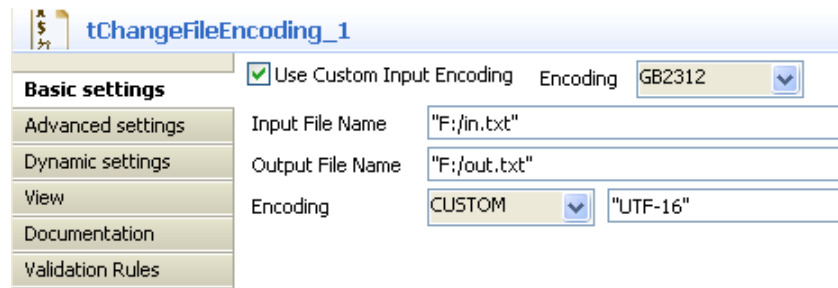 tChangeFileEncoding_1
Basic settings
Use Custom Input Encoding Encoding GB2312
Advanced settings
Input File Name "F:/in.txt"
Dynamic settings
Output File Name "F:/out.txt"
View
Encoding CUSTOM "UTF-16"
Documentation
Validation Rules